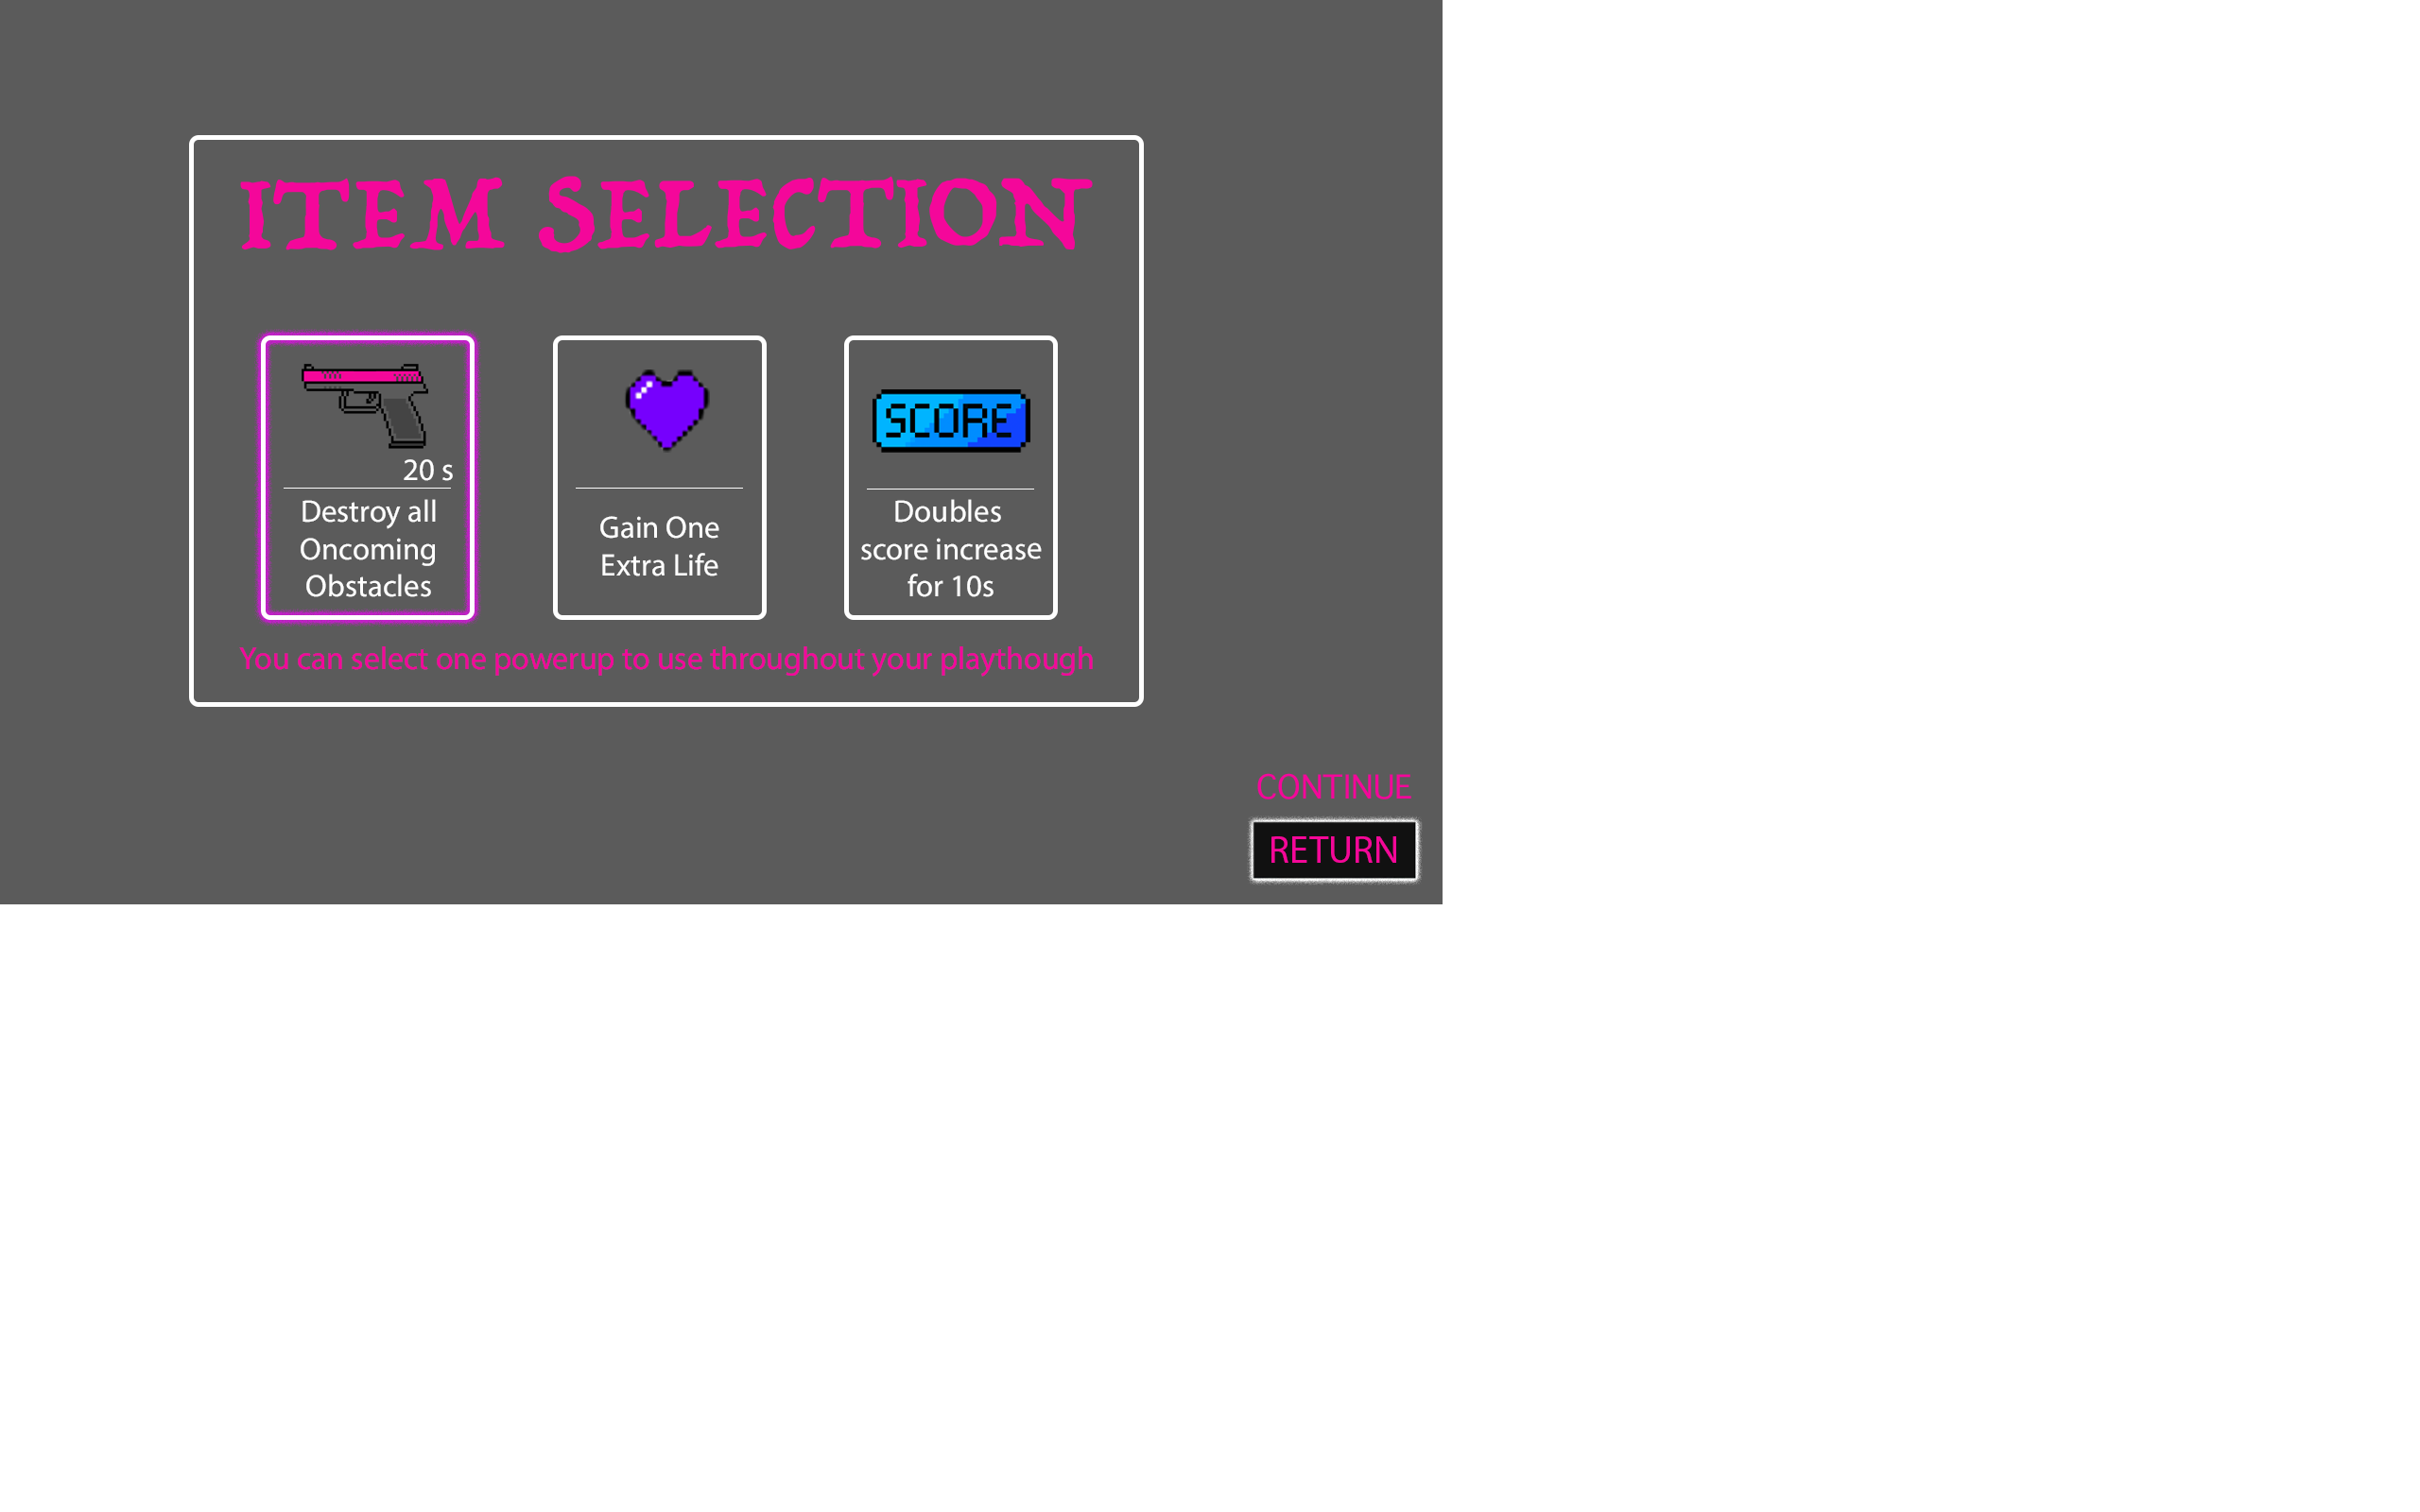 ITEM SELECTION
SCORE
20 s
Destroy all
Oncoming
Obstacles
Gain One
Extra Life
Doubles
score increase
for 10s
You can select one powerup to use throughout your playthough
CONTINUE
RETURN